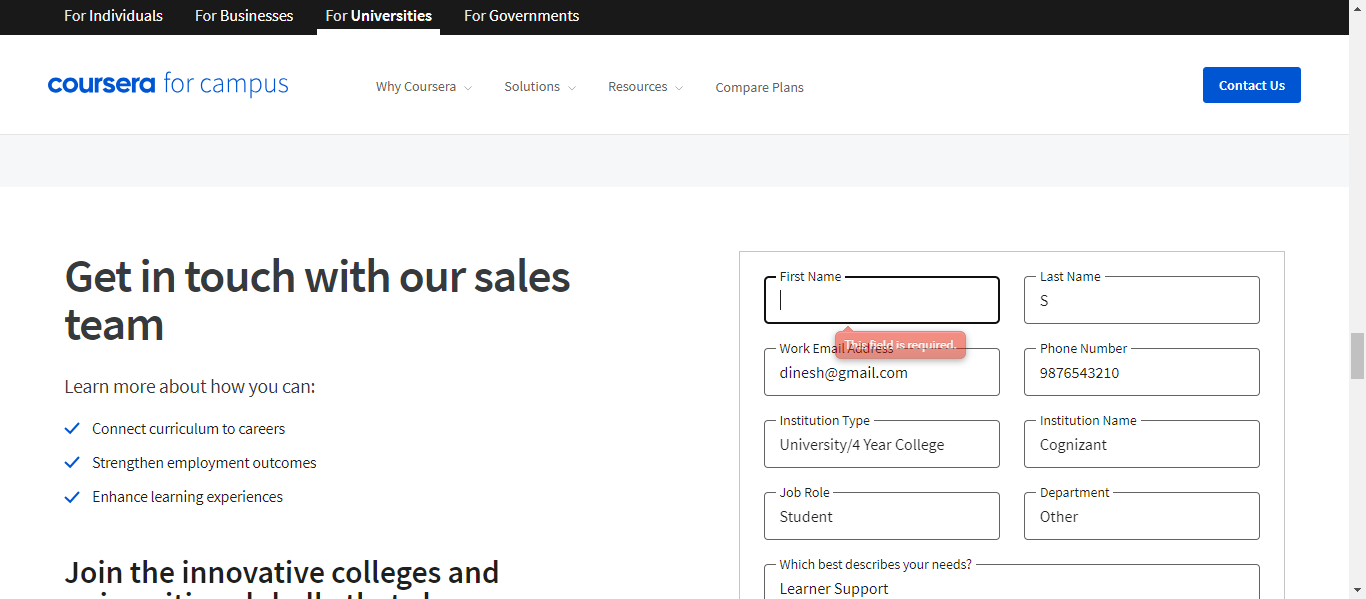 For Individuals
For Businesses
For Universities
For Governments
coursera for campus
Why Coursera
Solutions
Resources
Compare Plans
Contact Us
Get in touch with our sales
team
Learn more about how you can:
Connect curriculum to careers
Strengthen employment outcomes
Enhance learning experiences
Join the innovative colleges and
First Name
Last Name
S
This field is required.
Work Email Address
dinesh@gmail.com
Phone Number
9876543210
Institution Type
University/4 Year College
Institution Name
Cognizant
Job Role
Student
Department
Other
Which best describes your needs?
Learner Support